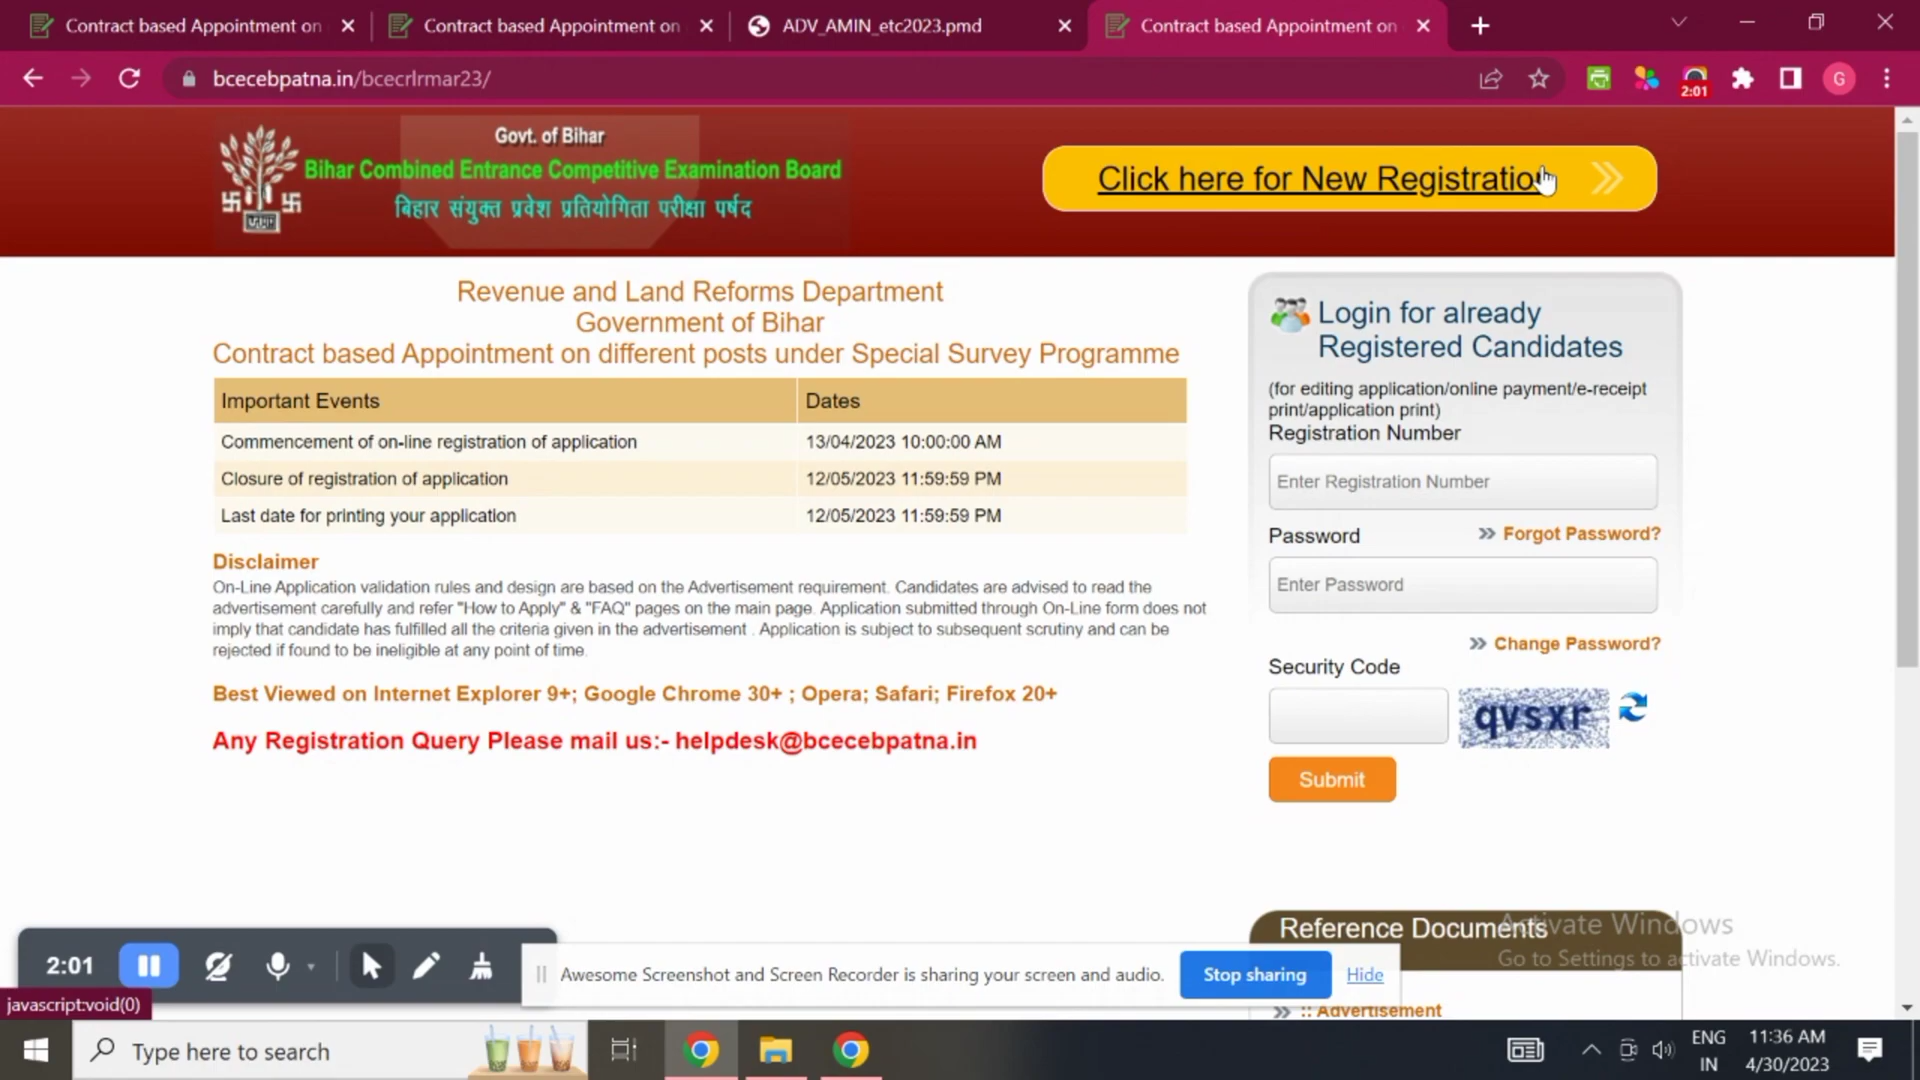 Contract based Appointment on
Contract based Appointment on
ADV_AMIN_etc2023.pmd
Contract based Appointment on
bcecebpatna.in/bcecrlrmar23/
2:01
G
Govt. of Bihar
Bihar Combined Entrance Competitive Examination Board
बिहार संयुक्त प्रवेश प्रतियोगिता परीक्षा पर्षद
Click here for New Registration
Revenue and Land Reforms Department
Government of Bihar
Contract based Appointment on different posts under Special Survey Programme
Important Events Dates
Commencement of on-line registration of application 13/04/2023 10:00:00 AM
Closure of registration of application 12/05/2023 11:59:59 PM
Last date for printing your application 12/05/2023 11:59:59 PM
Disclaimer
On-Line Application validation rules and design are based on the Advertisement requirement. Candidates are advised to read the
advertisement carefully and refer "How to Apply" & "FAQ" pages on the main page. Application submitted through On-Line form does not
imply that candidate has fulfilled all the criteria given in the advertisement . Application is subject to subsequent scrutiny and can be
rejected if found to be ineligible at any point of time.
Best Viewed on Internet Explorer 9+; Google Chrome 30+ ; Opera; Safari; Firefox 20+
Any Registration Query Please mail us:- helpdesk@bcecebpatna.in
Login for already
Registered Candidates
(for editing application/online payment/e-receipt
print/application print)
Registration Number
Enter Registration Number
Password
Forgot Password?
Enter Password
Change Password?
Security Code
qvsxr
Submit
Reference Documents
:: Advertisement
Activate Windows
Go to Settings to activate Windows.
2:01
Awesome Screenshot and Screen Recorder is sharing your screen and audio.
Stop sharing
Hide
javascript:void(0)
Type here to search
ENG
IN
11:36 AM
4/30/2023